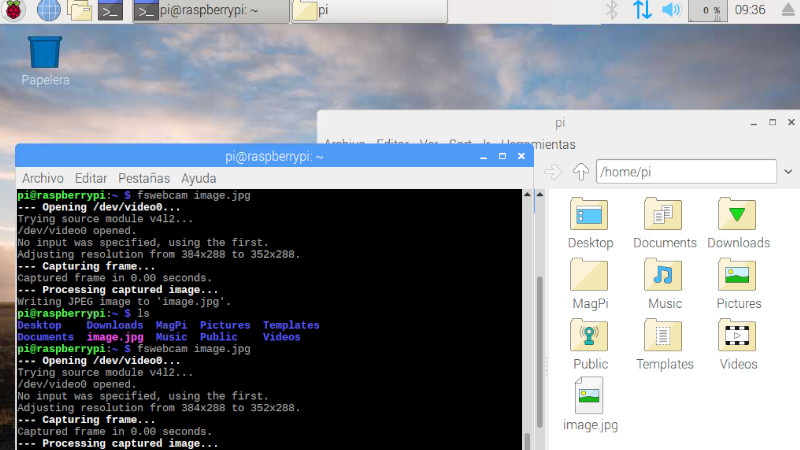 pi@raspberrypi: ~
pi
0 %
09:36
Papelera
pi
Archivo Editar Ver Sort Ir Herramientas
/home/pi
pi@raspberrypi: ~
Archivo Editar Pestañas Ayuda
pi@raspberrypi:~ $ fswebcam image.jpg
--- Opening /dev/video0...
Trying source module v4l2...
/dev/video0 opened.
No input was specified, using the first.
Adjusting resolution from 384x288 to 352x288.
--- Capturing frame...
Captured frame in 0.00 seconds.
--- Processing captured image...
Writing JPEG image to 'image.jpg'.
pi@raspberrypi:~ $ ls
Desktop Downloads MagPi Pictures Templates
Documents image.jpg Music Public Videos
pi@raspberrypi:~ $ fswebcam image.jpg
--- Opening /dev/video0...
Trying source module v4l2...
/dev/video0 opened.
No input was specified, using the first.
Adjusting resolution from 384x288 to 352x288.
--- Capturing frame...
Captured frame in 0.00 seconds.
--- Processing captured image...
Desktop Documents Downloads
MagPi Music Pictures
Public Templates Videos
image.jpg